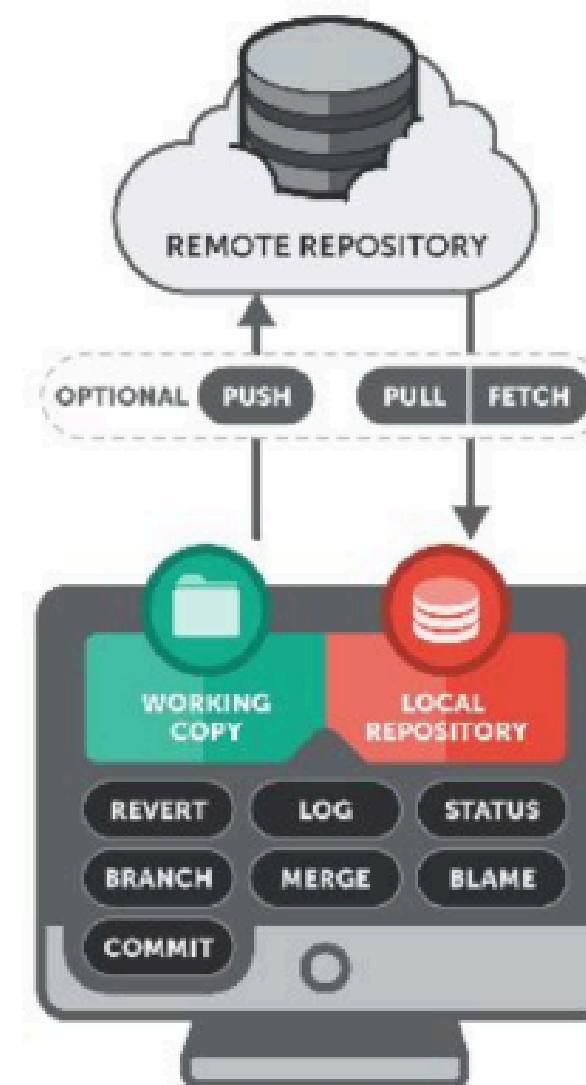 REMOTE REPOSITORY
OPTIONAL PUSH PULL FETCH
WORKING COPY
LOCAL REPOSITORY
REVERT LOG STATUS
BRANCH MERGE BLAME
COMMIT